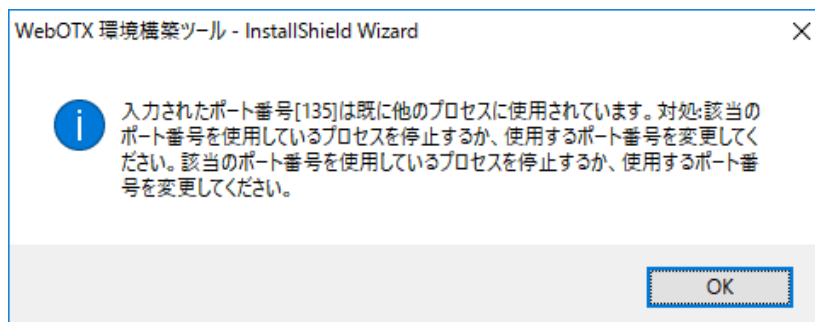 WebOTX 環境構築ツール - InstallShield Wizard
入力されたポート番号[135]は既に他のプロセスに使用されています。対処:該当の
ポート番号を使用しているプロセスを停止するか、使用するポート番号を変更してく
ださい。該当のポート番号を使用しているプロセスを停止するか、使用するポート番
号を変更してください。
OK